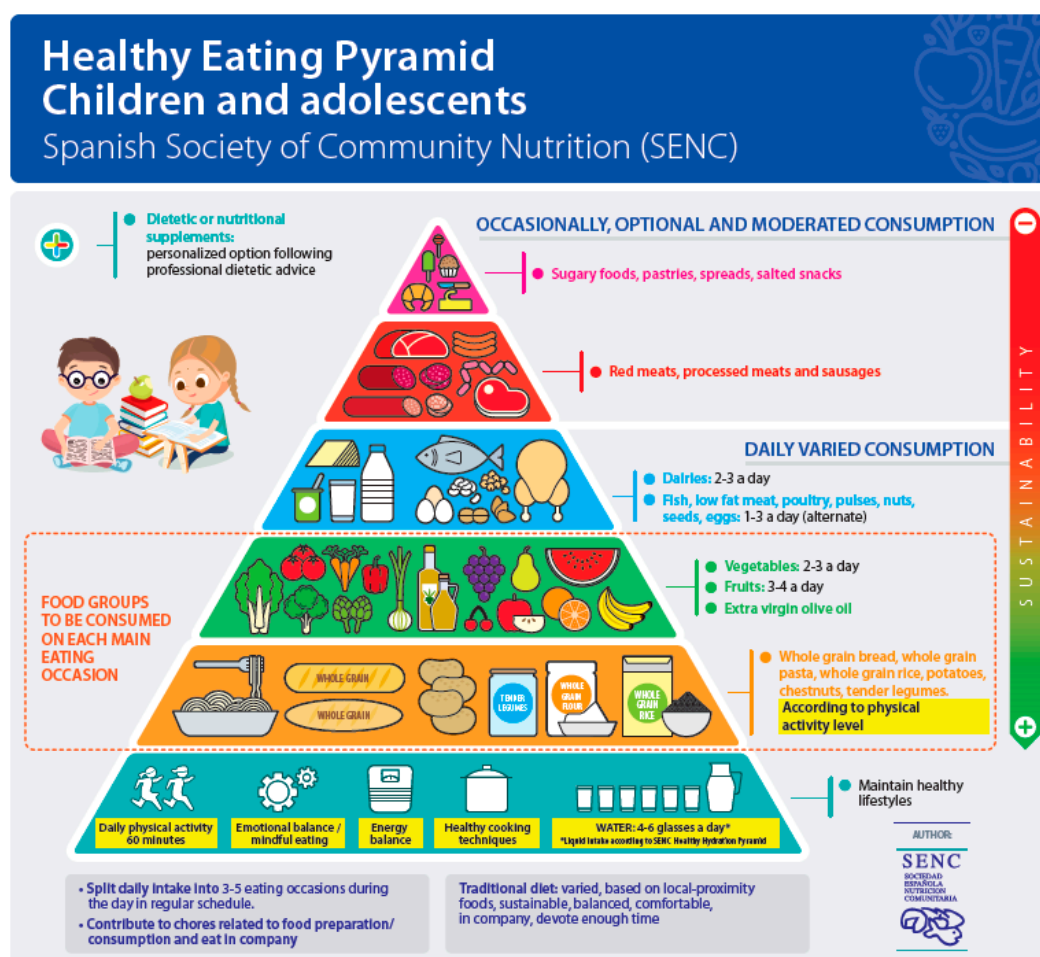 Healthy Eating Pyramid
Children and adolescents
Spanish Society of Community Nutrition (SENC)
Dietetic or nutritional
supplements:
personalized option following
professional dietetic advice
OCCASIONALLY, OPTIONAL AND MODERATED CONSUMPTION
Sugary foods, pastries, spreads, salted snacks
Red meats, processed meats and sausages
DAILY VARIED CONSUMPTION
Dairies: 2-3 a day
Fish, low fat meat, poultry, pulses, nuts,
seeds, eggs: 1-3 a day (alternate)
SUSTAINABILITY
FOOD GROUPS
TO BE CONSUMED
ON EACH MAIN
EATING
OCCASION
Vegetables: 2-3 a day
Fruits: 3-4 a day
Extra virgin olive oil
WHOLE GRAIN
WHOLE GRAIN
TENDER
LEGUMES
WHOLE
GRAIN
FLOUR
WHOLE
GRAIN
RICE
Whole grain bread, whole grain
pasta, whole grain rice, potatoes,
chestnuts, tender legumes.
According to physical
activity level
Daily physical activity
60 minutes
Emotional balance /
mindful eating
Energy
balance
Healthy cooking
techniques
WATER: 4-6 glasses a day*
*Liquid intake according to SENC Healthy Hydration Pyramid
Maintain healthy
lifestyles
• Split daily intake into 3-5 eating occasions during
the day in regular schedule.
• Contribute to chores related to food preparation/
consumption and eat in company
Traditional diet: varied, based on local-proximity
foods, sustainable, balanced, comfortable,
in company, devote enough time
AUTHOR:
SENC
SOCIEDAD
ESPAÑOLA
NUTRICION
COMUNITARIA